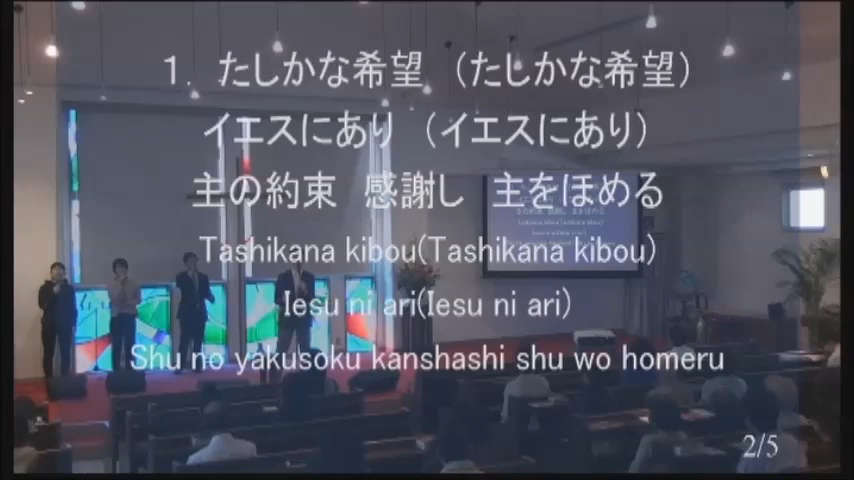 １．たしかな希望 （たしかな希望）
イエスにあり （イエスにあり）
主の約束 感謝し 主をほめる
Tashikana kibou(Tashikana kibou)
Iesu ni ari(Iesu ni ari)
Shu no yakusoku kanshashi shu wo homeru
2/5